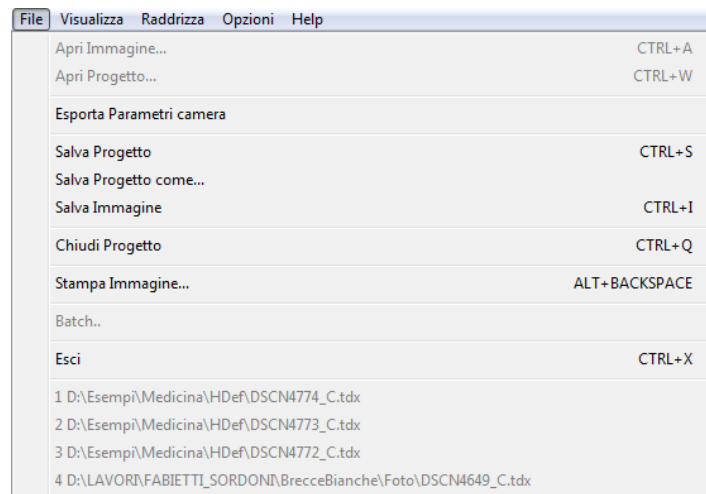 File Visualizza Raddrizza Opzioni Help
Apri Immagine... CTRL+A
Apri Progetto... CTRL+W
Esporta Parametri camera
Salva Progetto CTRL+S
Salva Progetto come...
Salva Immagine CTRL+I
Chiudi Progetto CTRL+Q
Stampa Immagine... ALT+BACKSPACE
Batch..
Esci CTRL+X
1 D:\Esempi\Medicina\HDef\DSCN4774_C.tdx
2 D:\Esempi\Medicina\HDef\DSCN4773_C.tdx
3 D:\Esempi\Medicina\HDef\DSCN4772_C.tdx
4 D:\LAVORI\FABIETTI_SORDONI\BrecceBianche\Foto\DSCN4649_C.tdx